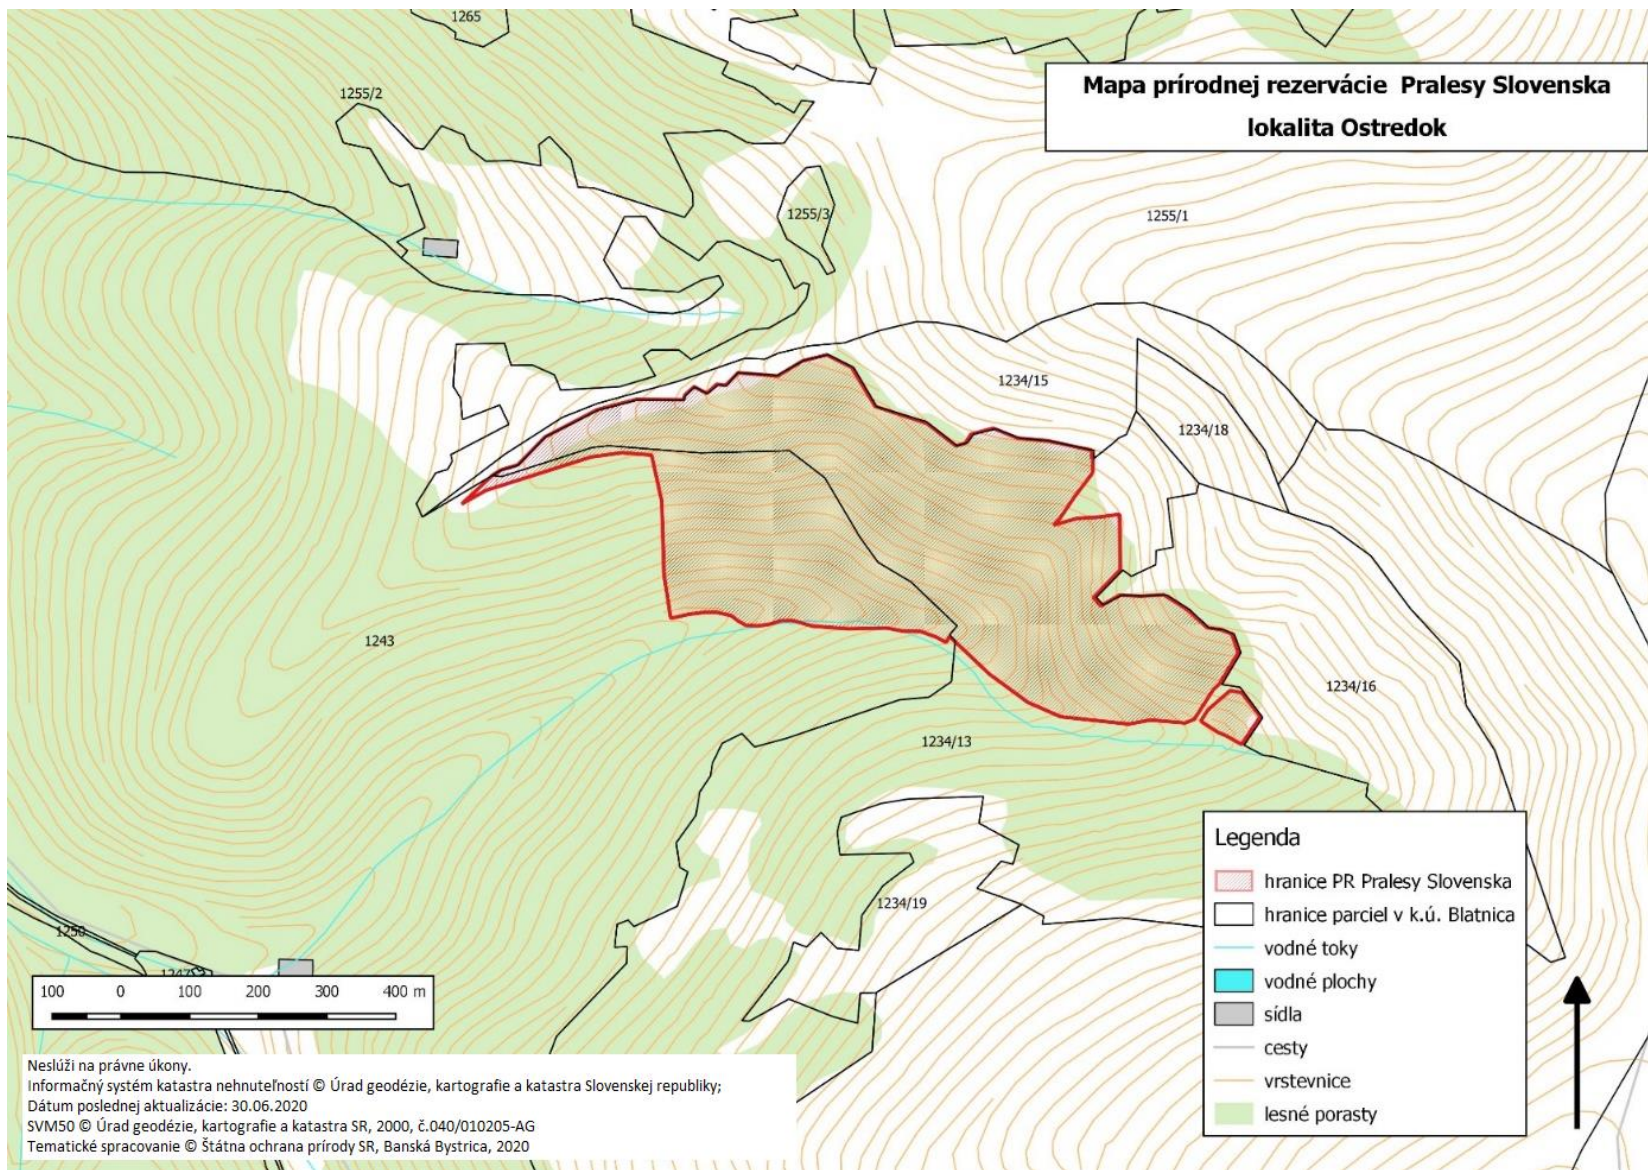 1265
Mapa prírodnej rezervácie Pralesy Slovenska
lokalita Ostredok
1255/2
1255/3
1255/1
1234/15
1234/18
1243
1234/16
1234/13
1234/19
1250
Legenda
hranice PR Pralesy Slovenska
hranice parciel v k.ú. Blatnica
vodné toky
vodné plochy
sídla
cesty
vrstevnice
lesné porasty
100 0 100 200 300 400 m
Neslúži na právne úkony.
Informačný systém katastra nehnuteľností © Úrad geodézie, kartografie a katastra Slovenskej republiky;
Dátum poslednej aktualizácie: 30.06.2020
SVM50 © Úrad geodézie, kartografie a katastra SR, 2000, č.040/010205-AG
Tematické spracovanie © Štátna ochrana prírody SR, Banská Bystrica, 2020